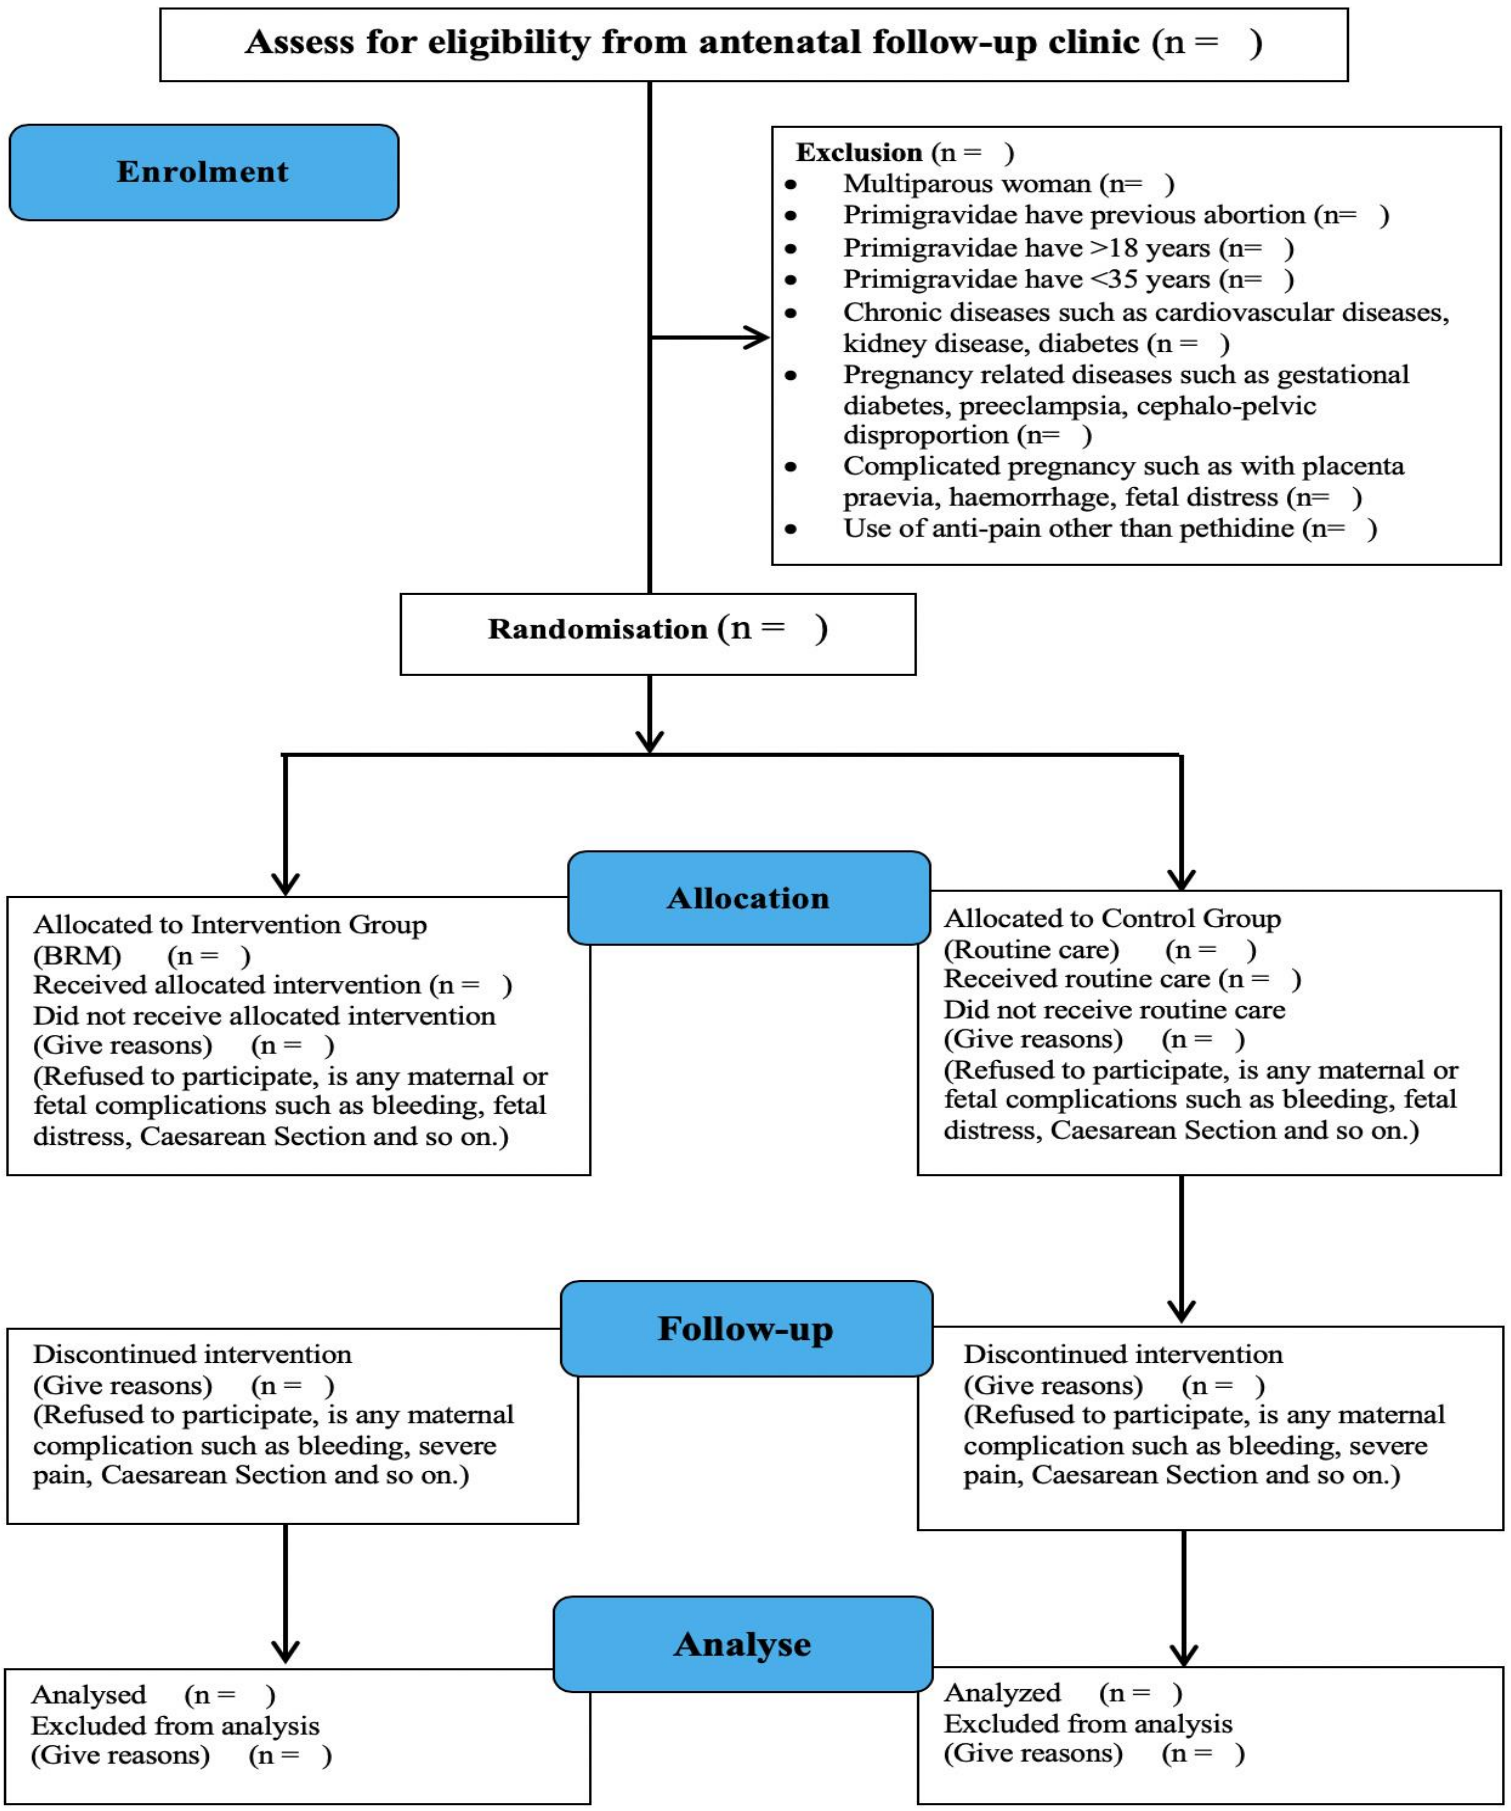 Assess for eligibility from antenatal follow-up clinic (n =   )
Enrolment
Exclusion (n =   )
• Multiparous woman (n=   )
• Primigravidae have previous abortion (n=   )
• Primigravidae have >18 years (n=   )
• Primigravidae have <35 years (n=   )
• Chronic diseases such as cardiovascular diseases,
kidney disease, diabetes (n =   )
• Pregnancy related diseases such as gestational
diabetes, preeclampsia, cephalo-pelvic
disproportion (n=   )
• Complicated pregnancy such as with placenta
praevia, haemorrhage, fetal distress (n=   )
• Use of anti-pain other than pethidine (n=   )
Randomisation (n =   )
Allocation
Allocated to Intervention Group
(BRM)     (n =   )
Received allocated intervention (n =   )
Did not receive allocated intervention
(Give reasons)     (n =   )
(Refused to participate, is any maternal or
fetal complications such as bleeding, fetal
distress, Caesarean Section and so on.)
Allocated to Control Group
(Routine care)     (n =   )
Received routine care (n =   )
Did not receive routine care
(Give reasons)     (n =   )
(Refused to participate, is any maternal or
fetal complications such as bleeding, fetal
distress, Caesarean Section and so on.)
Follow-up
Discontinued intervention
(Give reasons)     (n =   )
(Refused to participate, is any maternal
complication such as bleeding, severe
pain, Caesarean Section and so on.)
Discontinued intervention
(Give reasons)     (n =   )
(Refused to participate, is any maternal
complication such as bleeding, severe
pain, Caesarean Section and so on.)
Analyse
Analysed     (n =   )
Excluded from analysis
(Give reasons)     (n =   )
Analyzed     (n =   )
Excluded from analysis
(Give reasons)     (n =   )